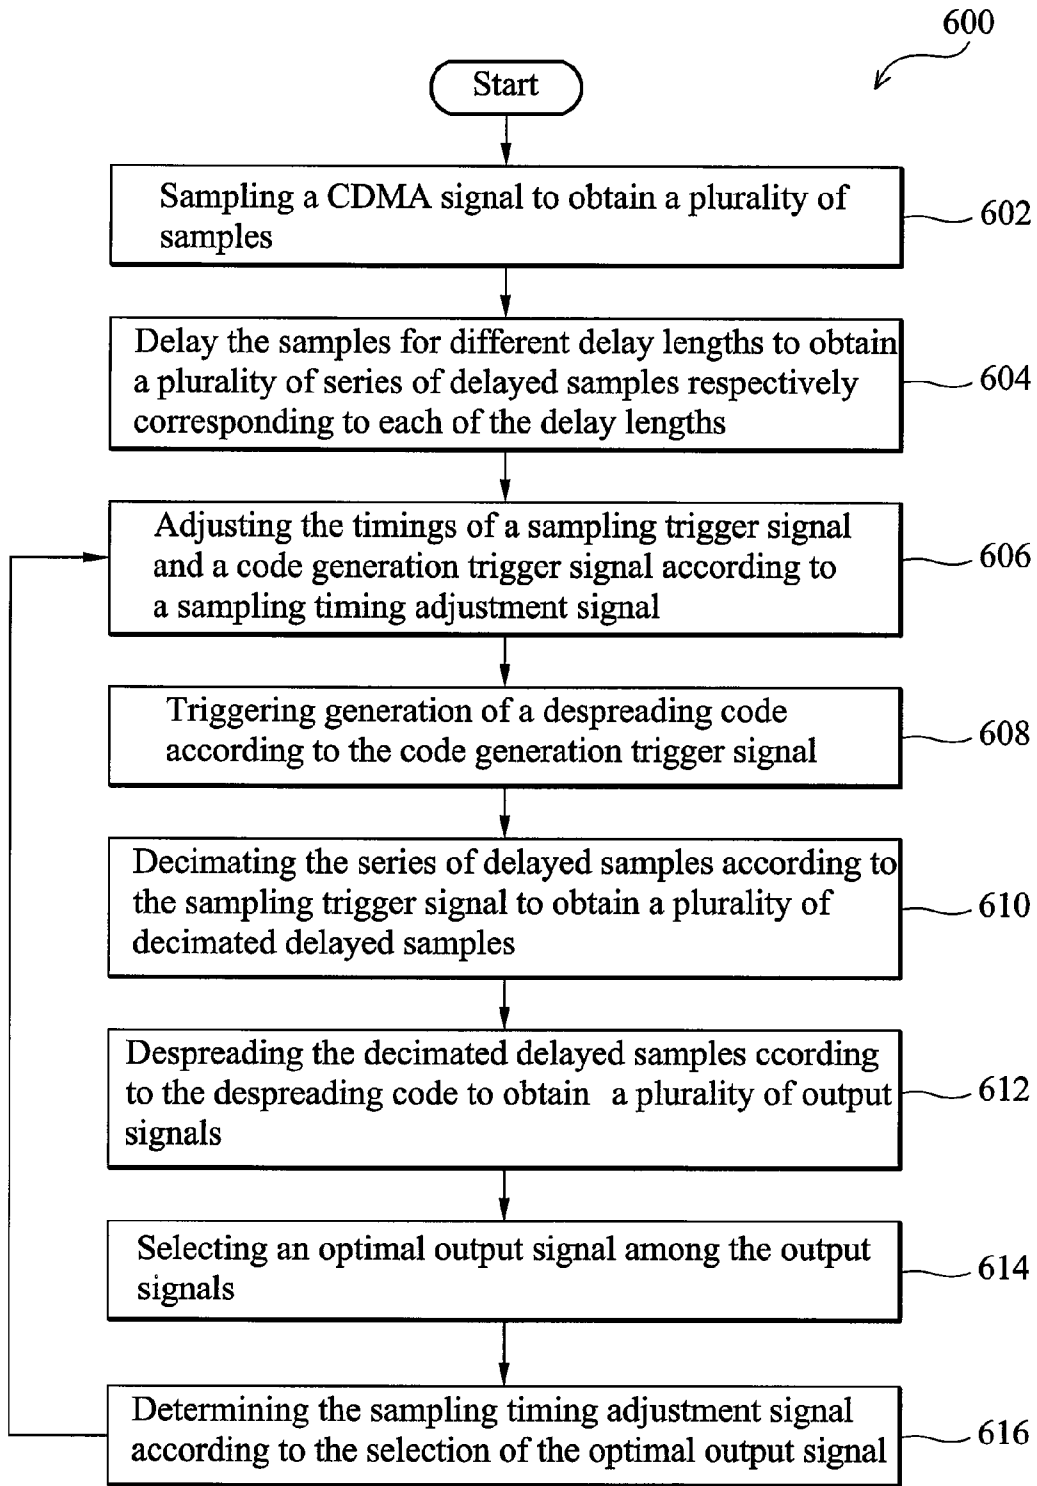 600
Start
Sampling a CDMA signal to obtain a plurality of
samples
602
Delay the samples for different delay lengths to obtain
a plurality of series of delayed samples respectively
corresponding to each of the delay lengths
604
Adjusting the timings of a sampling trigger signal
and a code generation trigger signal according to
a sampling timing adjustment signal
606
Triggering generation of a despreading code
according to the code generation trigger signal
608
Decimating the series of delayed samples according to
the sampling trigger signal to obtain a plurality of
decimated delayed samples
610
Despreading the decimated delayed samples ccording
to the despreading code to obtain a plurality of output
signals
612
Selecting an optimal output signal among the output
signals
614
Determining the sampling timing adjustment signal
according to the selection of the optimal output signal
616